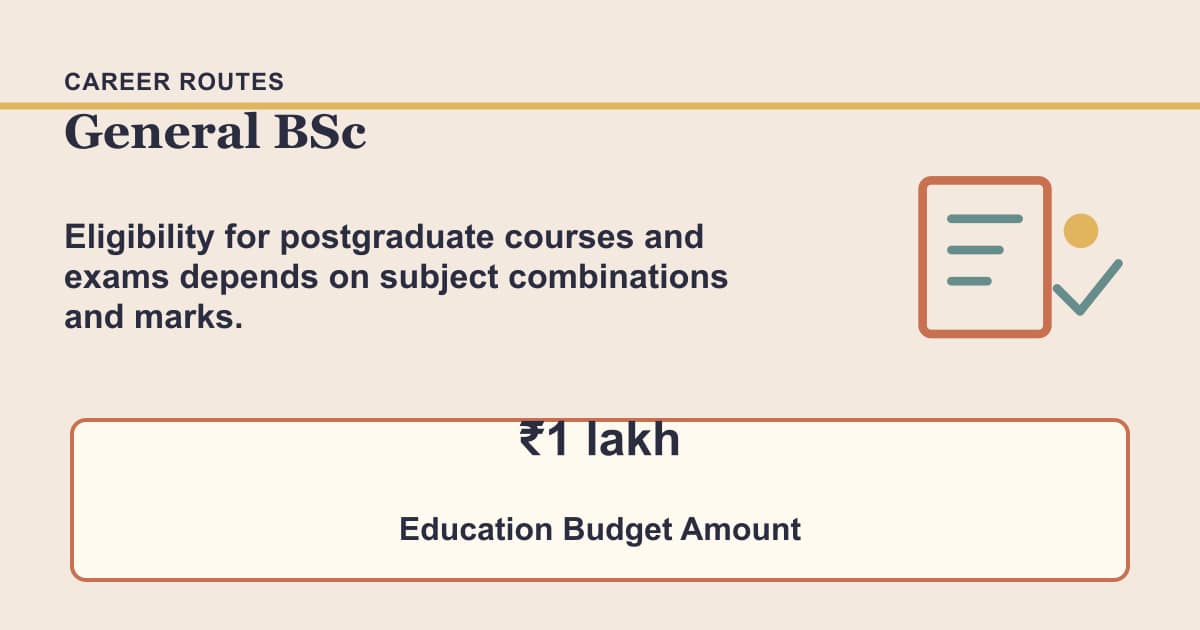 CAREER ROUTES
General BSc
Eligibility for postgraduate courses and
exams depends on subject combinations
and marks.
₹1 lakh
Education Budget Amount